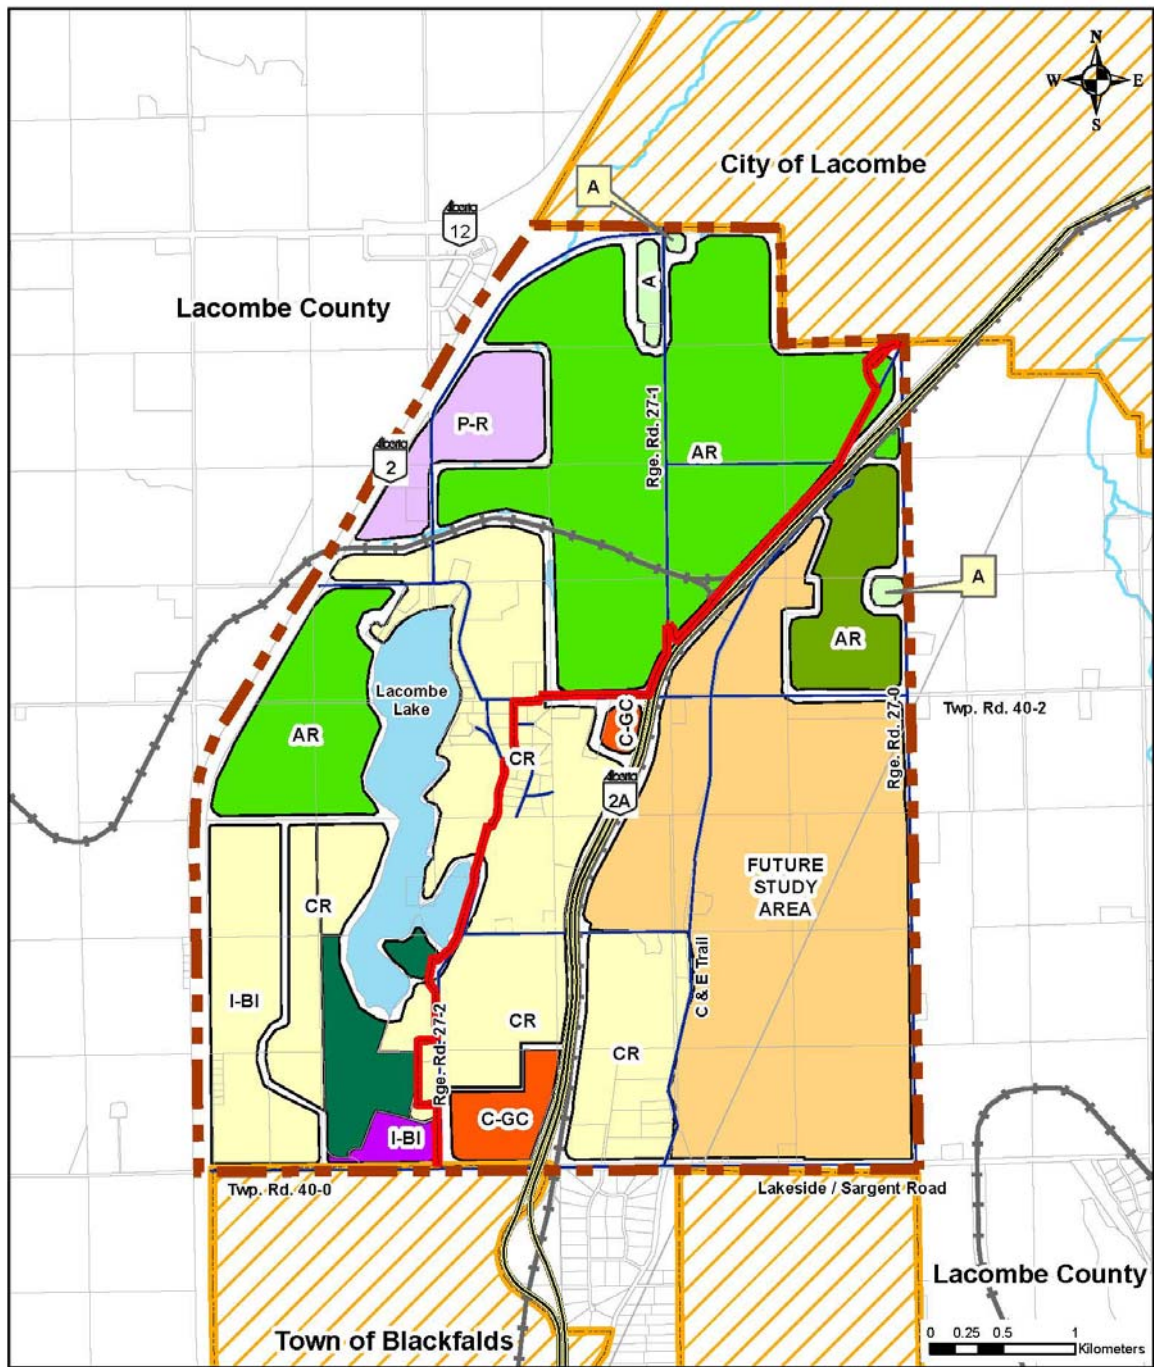 N
W E
S
City of Lacombe
A
Alberta
12
Lacombe County
A
P-R
Alberta
2
Rge. Rd. 27-1
AR
A
AR
Lacombe
Lake
AR
C-GC
Twp. Rd. 40-2
Rge. Rd. 27-0
CR
Alberta
2A
FUTURE
STUDY
AREA
CR
C & E Trail
I-BI
Rge. Rd. 27-2
CR
CR
C-GC
I-BI
Twp. Rd. 40-0
Lakeside / Sargent Road
Lacombe County
Town of Blackfalds
0 0.25 0.5 1
Kilometers